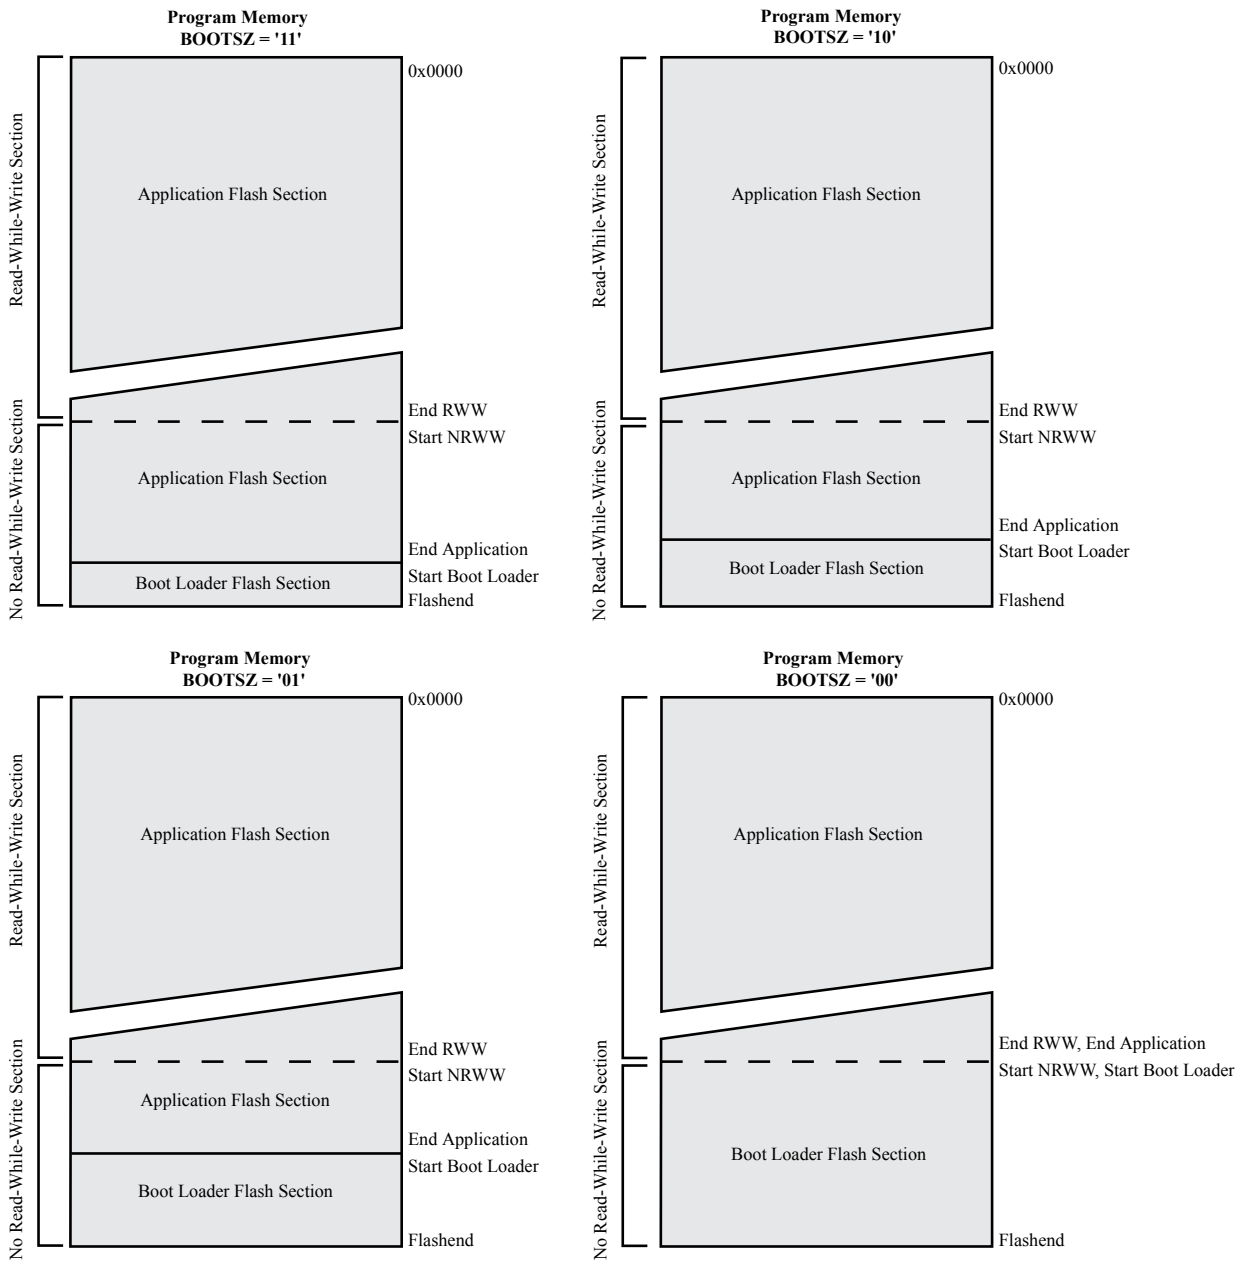 Program Memory
BOOTSZ = '11'
0x0000
Read-While-Write Section
Application Flash Section
End RWW
Start NRWW
No Read-While-Write Section
Application Flash Section
End Application
Start Boot Loader
Boot Loader Flash Section
Flashend
Program Memory
BOOTSZ = '10'
0x0000
Read-While-Write Section
Application Flash Section
End RWW
Start NRWW
No Read-While-Write Section
Application Flash Section
End Application
Start Boot Loader
Boot Loader Flash Section
Flashend
Program Memory
BOOTSZ = '01'
0x0000
Read-While-Write Section
Application Flash Section
End RWW
Start NRWW
No Read-While-Write Section
Application Flash Section
End Application
Start Boot Loader
Boot Loader Flash Section
Flashend
Program Memory
BOOTSZ = '00'
0x0000
Read-While-Write Section
Application Flash Section
End RWW, End Application
Start NRWW, Start Boot Loader
No Read-While-Write Section
Boot Loader Flash Section
Flashend